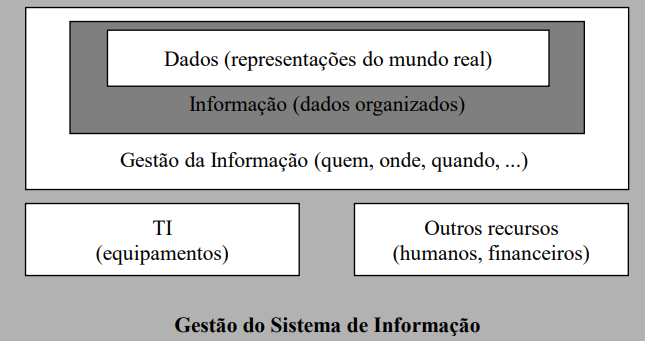 Dados (representações do mundo real)
Informação (dados organizados)
Gestão da Informação (quem, onde, quando, ...)
TI
(equipamentos)
Outros recursos
(humanos, financeiros)
Gestão do Sistema de Informação